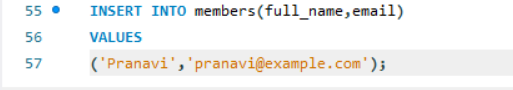 55 INSERT INTO members(full_name,email)
56 VALUES
57 ('Pranavi','pranavi@example.com');